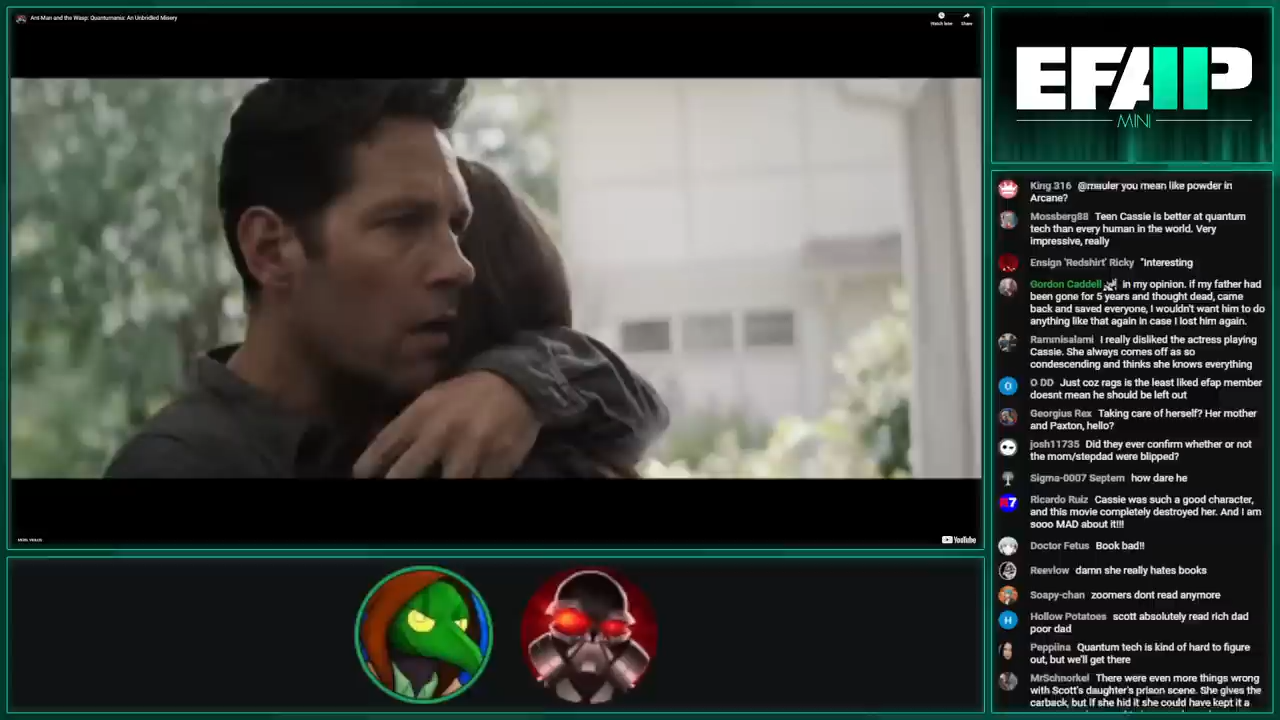 Ant-Man and the Wasp: Quantumania: An Unbridled Misery
Watch later
Share
EFAP
MINI
King 316 @mauler you mean like powder in
Arcane?
Mossberg88 Teen Cassie is better at quantum
tech than every human in the world. Very
impressive, really
Ensign 'Redshirt' Ricky "Interesting
Gordon Caddell in my opinion. if my father had
been gone for 5 years and thought dead, came
back and saved everyone, I wouldn't want him to do
anything like that again in case I lost him again.
Rammisalami I really disliked the actress playing
Cassie. She always comes off as so
condescending and thinks she knows everything
O DD Just coz rags is the least liked efap member
doesnt mean he should be left out
Georgius Rex Taking care of herself? Her mother
and Paxton, hello?
josh11735 Did they ever confirm whether or not
the mom/stepdad were blipped?
Sigma-0007 Septem how dare he
Ricardo Ruiz Cassie was such a good character,
and this movie completely destroyed her. And I am
sooo MAD about it!!!
Doctor Fetus Book bad!!
Reevlow damn she really hates books
Soapy-chan zoomers dont read anymore
Hollow Potatoes scott absolutely read rich dad
poor dad
Peppiina Quantum tech is kind of hard to figure
out, but we'll get there
MrSchnorkel There were even more things wrong
with Scott's daughter's prison scene. She gives the
carback, but if she hid it she could have kept it a
MORE VIDEOS
YouTube